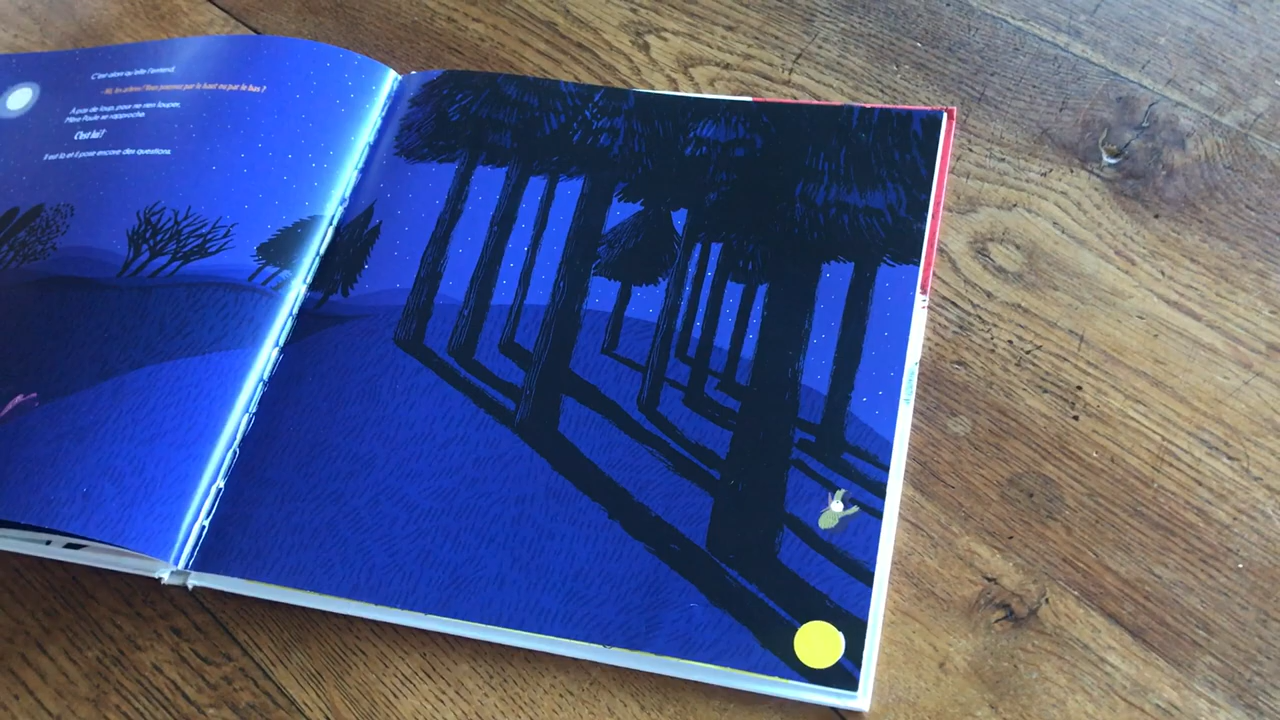 C'est alors qu'elle l'entend.
- Hé, les arbres! Vous poussez par le haut ou par le bas ?
À pas de loup, pour ne rien louper,
Mère Poule se rapproche.
C'est lui!
Il est là et il pose encore des questions.